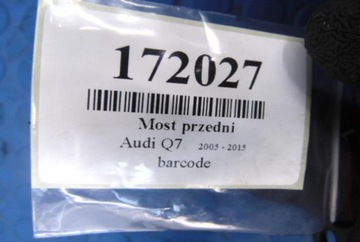 172027
Most przedni
Audi Q7 2005 - 2015
barcode